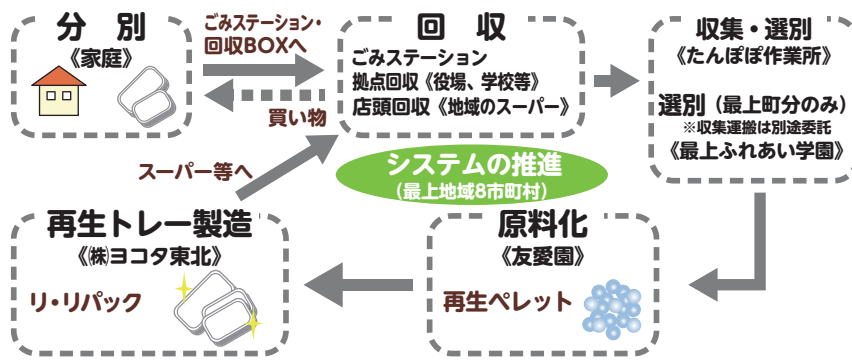 分 別
《家庭》
ごみステーション・
回収BOXへ
買い物
回 収
ごみステーション
拠点回収《役場、学校等》
店頭回収《地域のスーパー》
収集・選別
《たんぽぽ作業所》
選別（最上町分のみ）
※収集運搬は別途委託
《最上ふれあい学園》
スーパー等へ
システムの推進
（最上地域8市町村）
再生トレー製造
《㈱ヨコタ東北》
リ・リパック
原料化
《友愛園》
再生ペレット